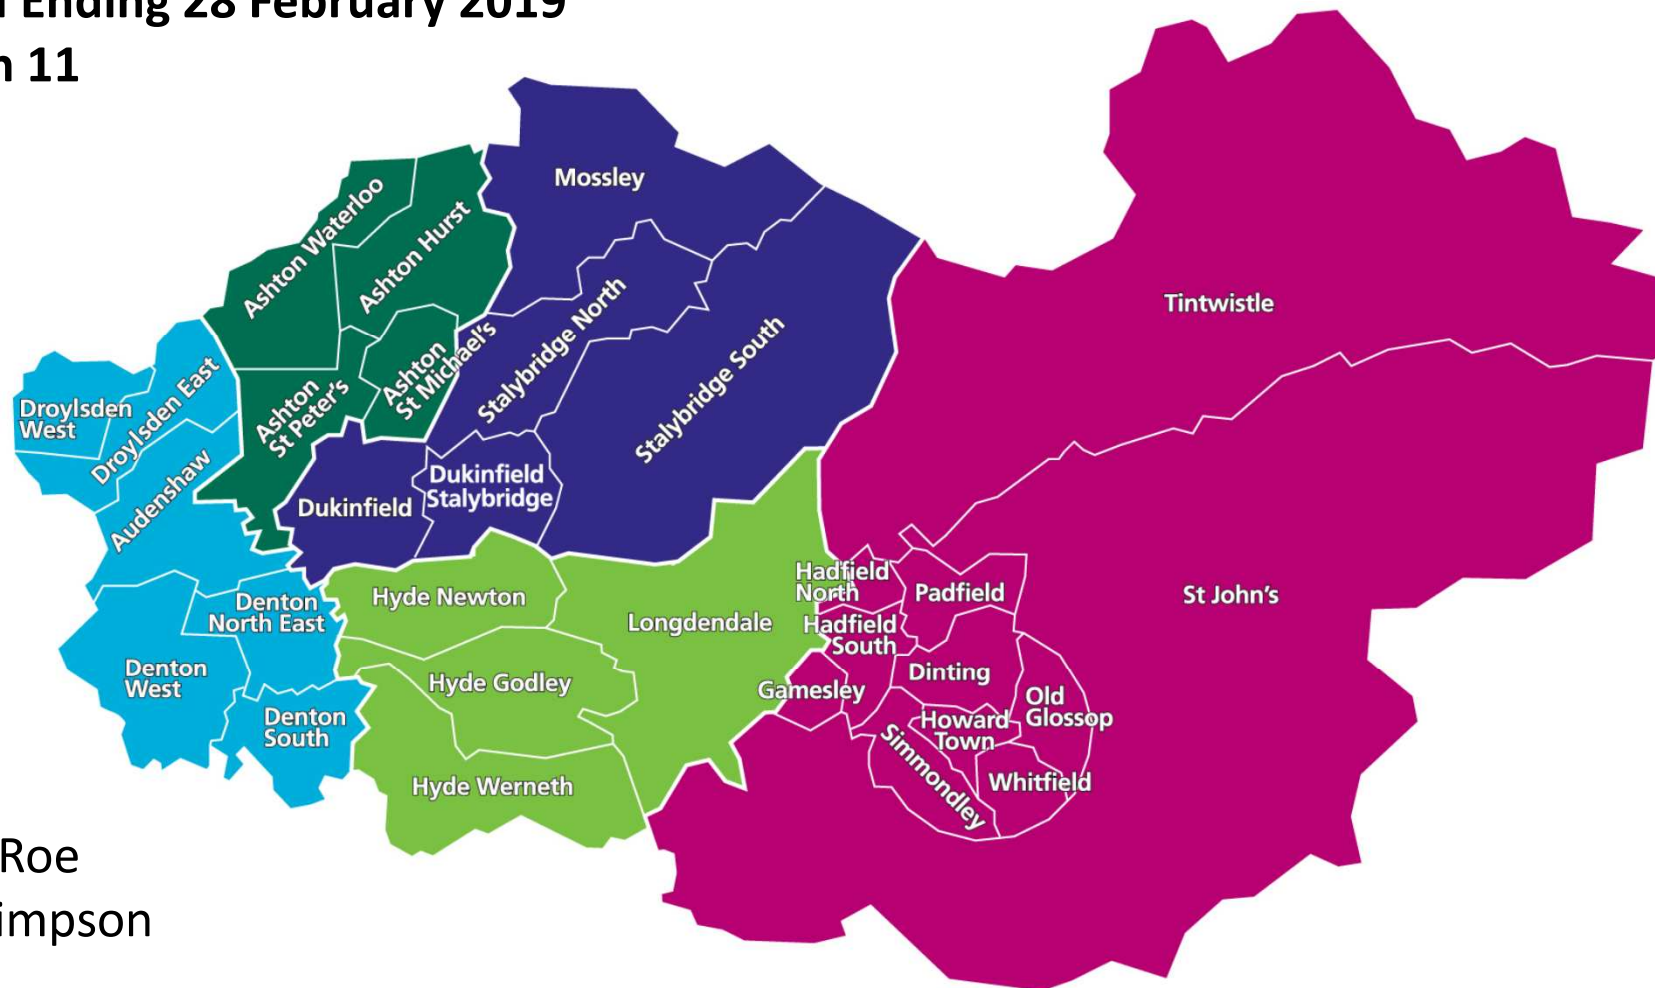 Ending 28 February 2019
11
Mossley
Ashton Waterloo
Ashton Hurst
Tintwistle
Stalybridge North
Stalybridge South
Ashton
St Michael's
Ashton
St Peter's
Droylsden
West
Droylsden East
Audenshaw
Dukinfield
Dukinfield
Stalybridge
Hyde Newton
Longdendale
Hadfield
North
Padfield
St John's
Denton
North East
Hadfield
South
Denton
West
Hyde Godley
Gamesley
Dinting
Old
Glossop
Denton
South
Howard
Town
Simmondley
Whitfield
Hyde Werneth
Roe
impson